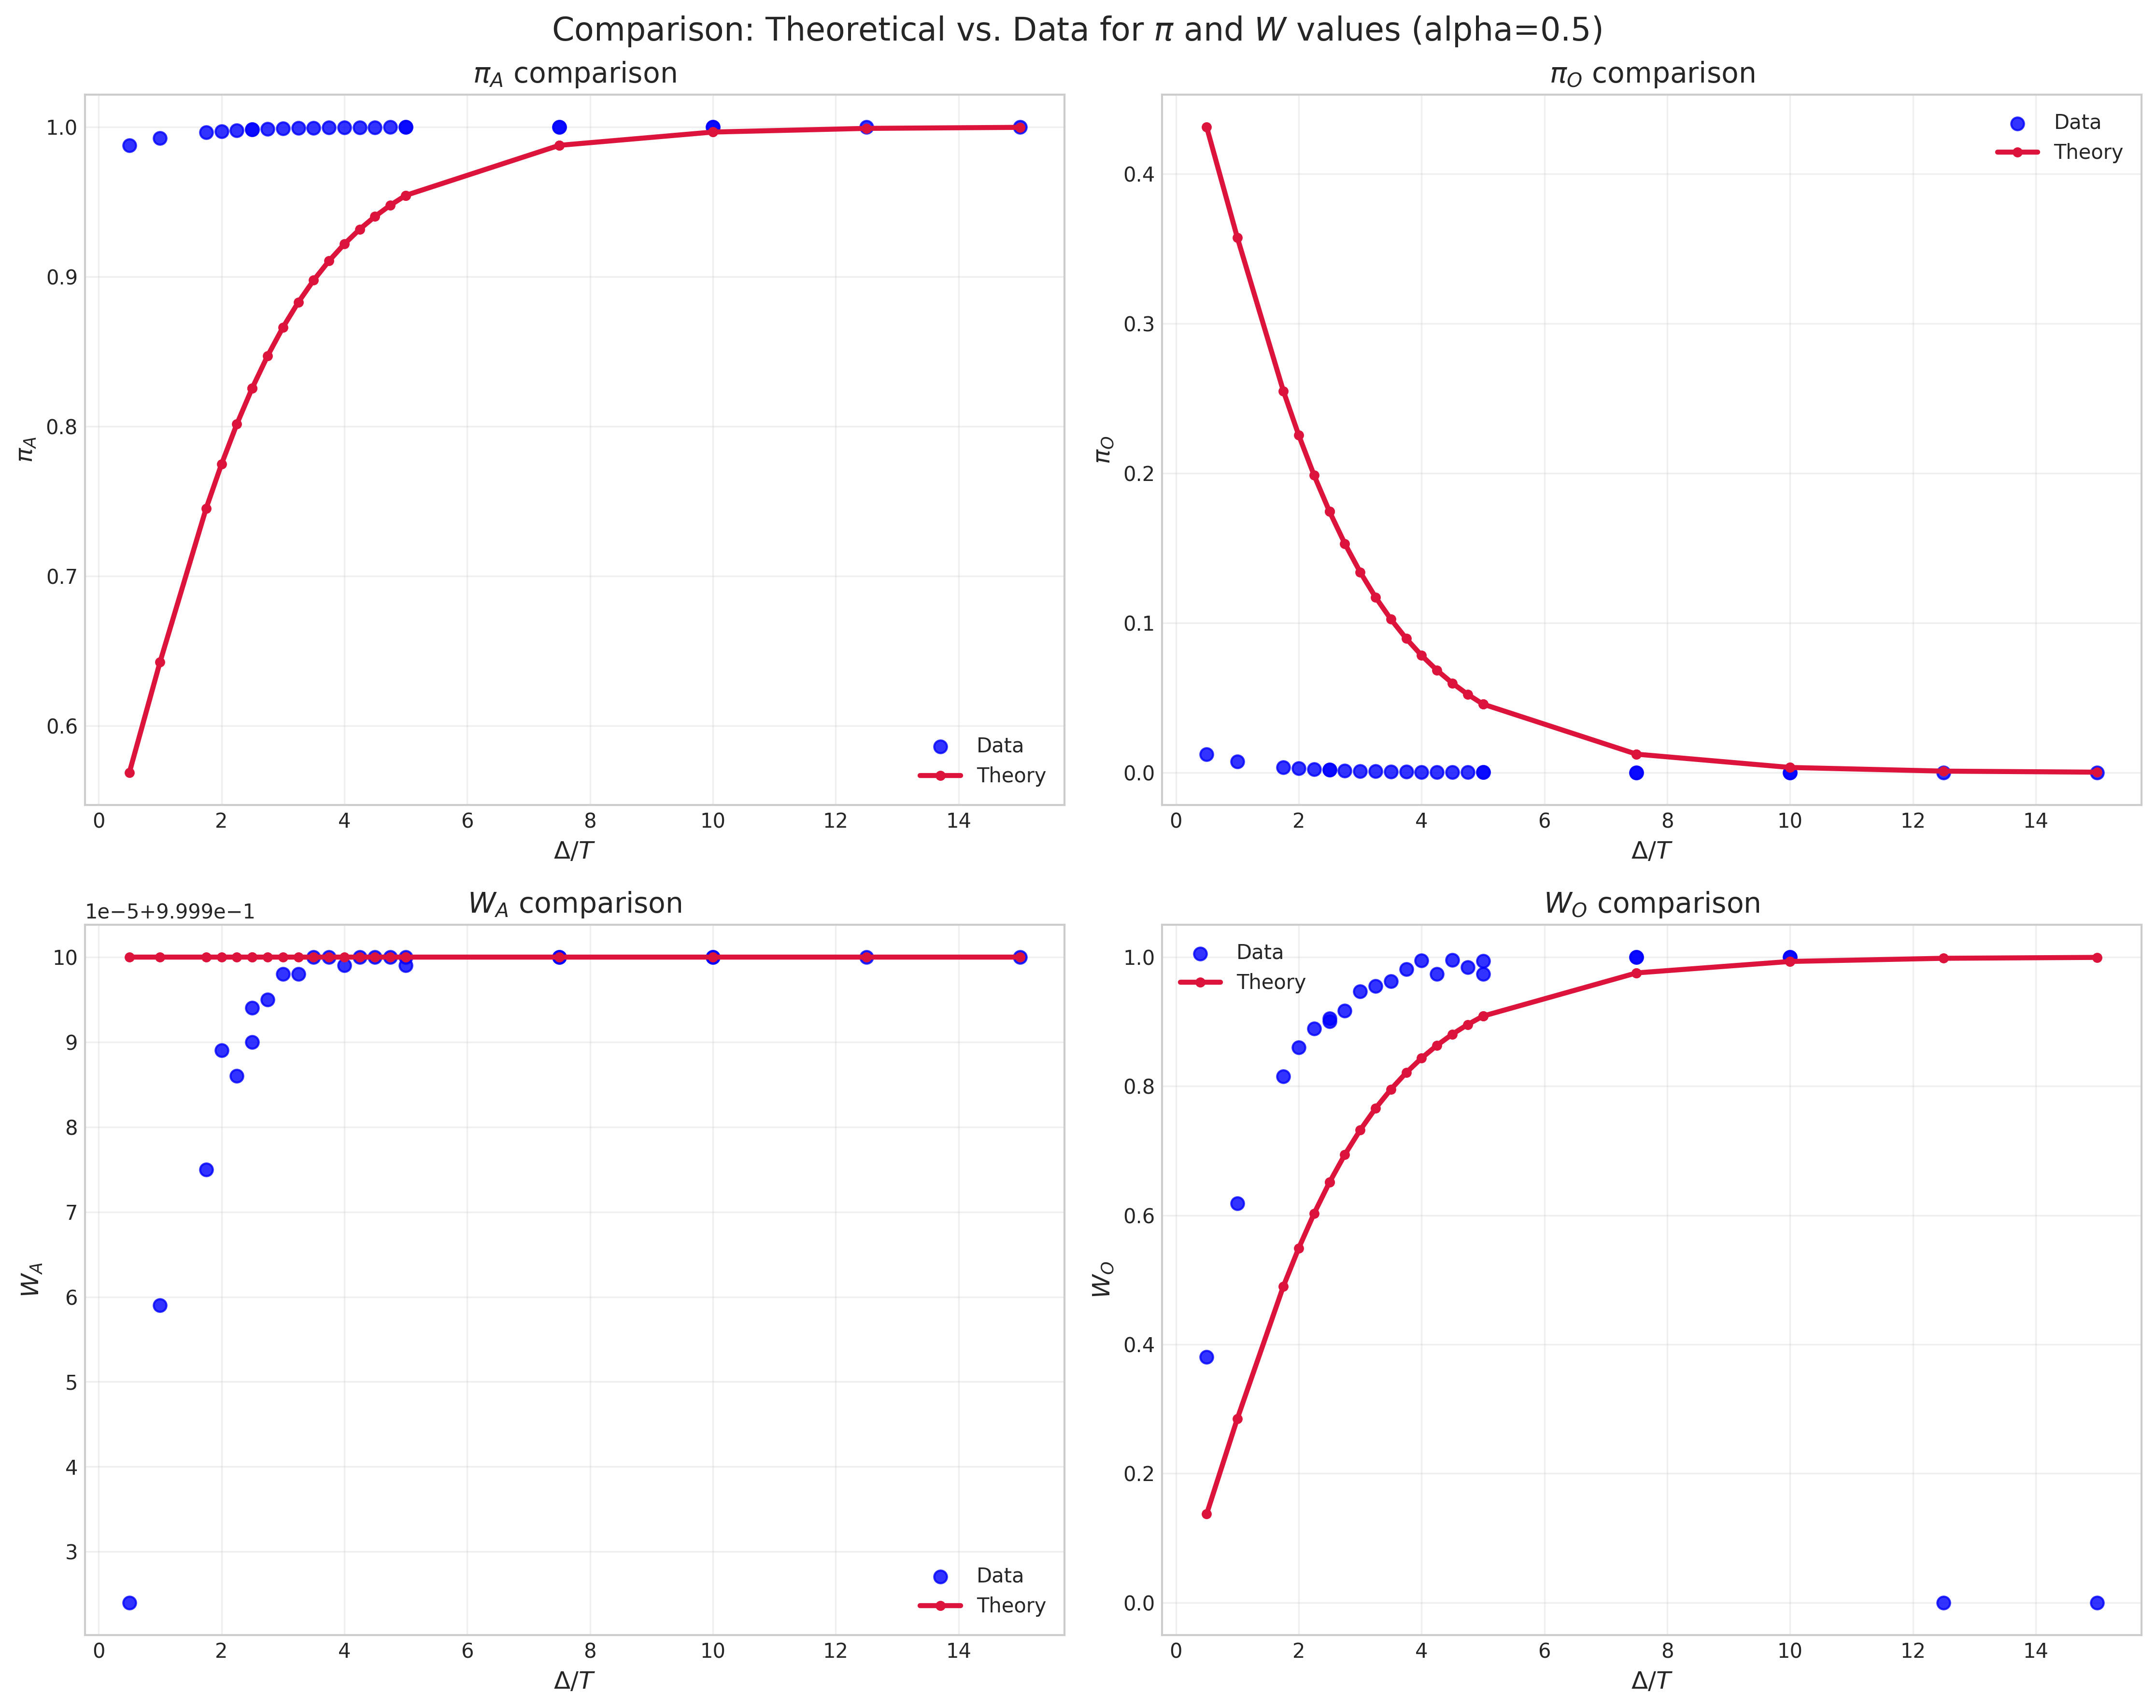 Comparison: Theoretical vs. Data for π and W values (alpha=0.5)
π_A comparison
1.0
0.9
0.8
0.7
0.6
π_A
Data
Theory
0 2 4 6 8 10 12 14
Δ/T
π_O comparison
0.4
0.3
0.2
0.1
0.0
π_O
Data
Theory
0 2 4 6 8 10 12 14
Δ/T
W_A comparison
1e−5+9.999e−1
10
9
8
7
6
5
4
3
W_A
Data
Theory
0 2 4 6 8 10 12 14
Δ/T
W_O comparison
1.0
0.8
0.6
0.4
0.2
0.0
W_O
Data
Theory
0 2 4 6 8 10 12 14
Δ/T